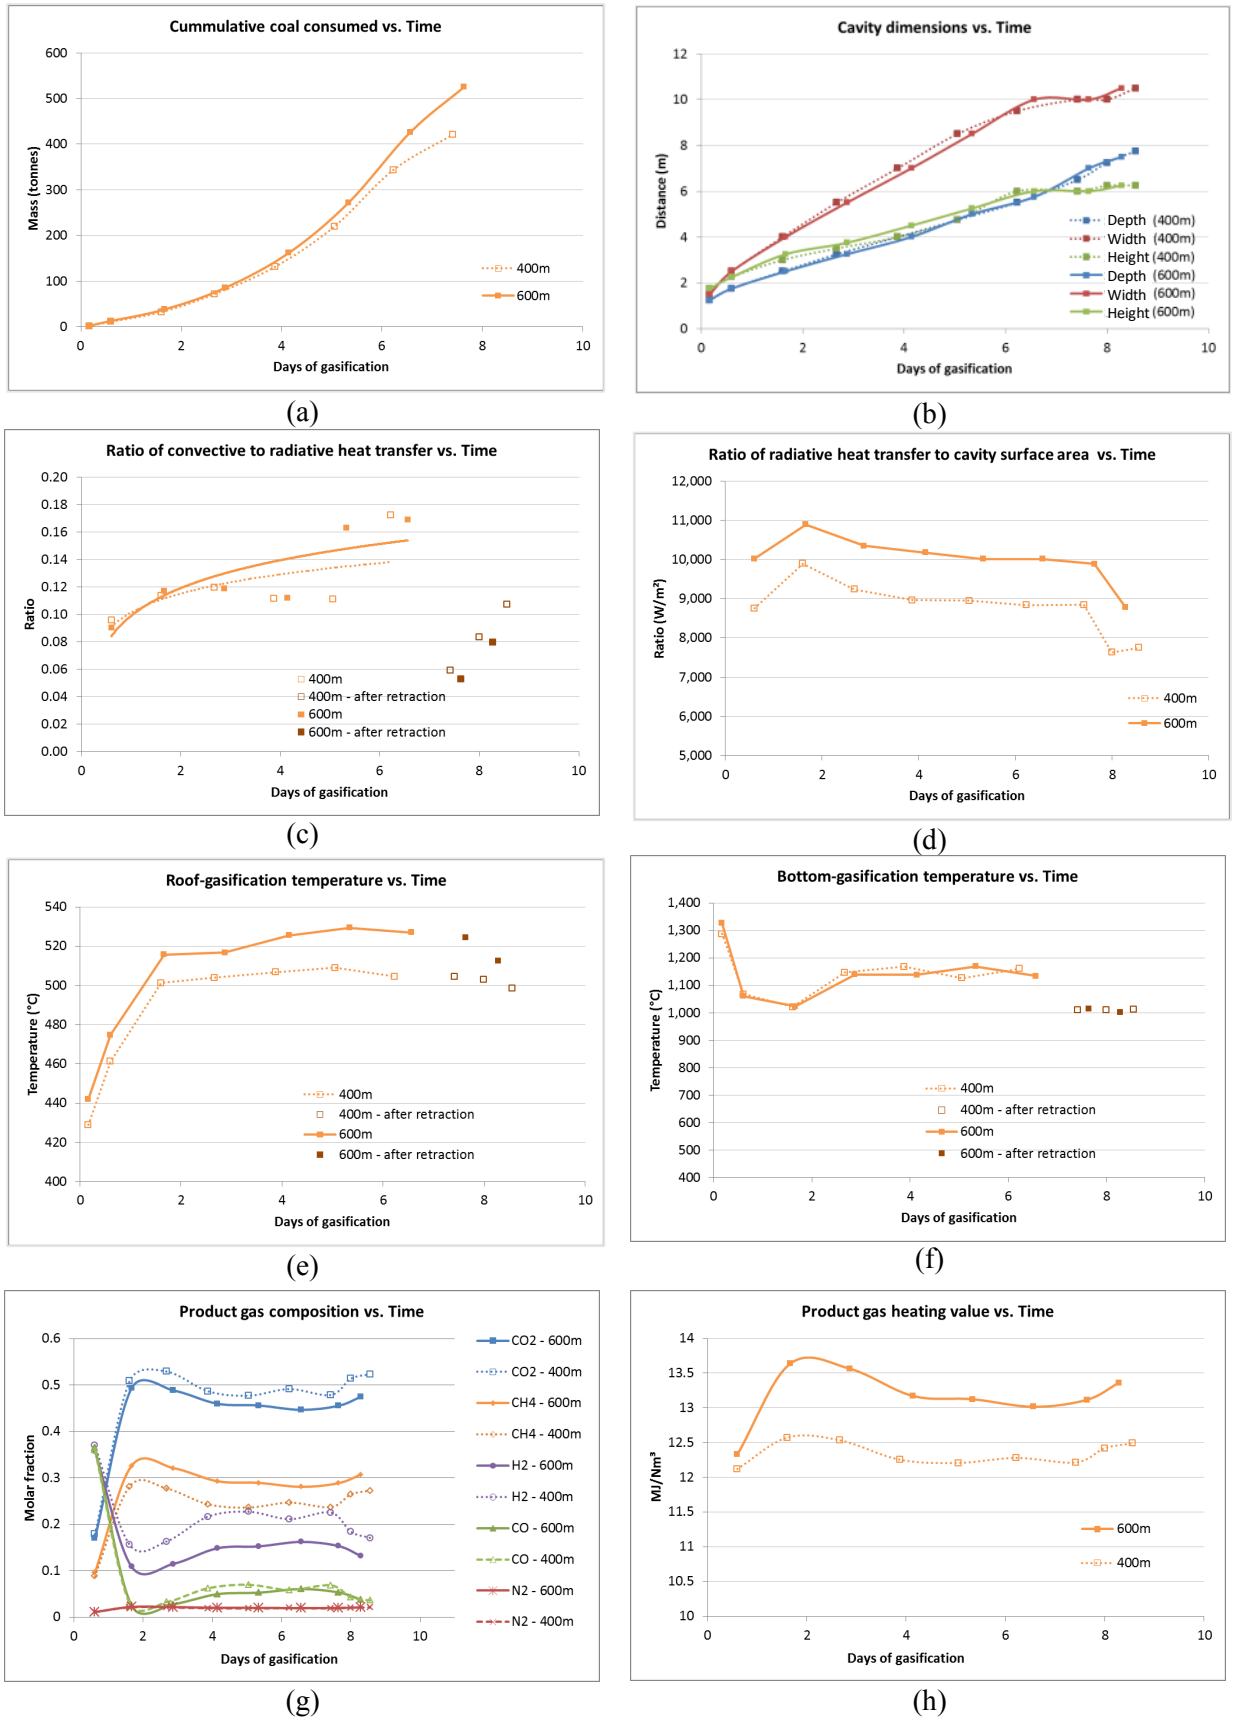 Cummulative coal consumed vs. Time
600
500
400
300
200
100
0
0 2 4 6 8 10
Mass (tonnes)
Days of gasification
400m
600m
(a)
Cavity dimensions vs. Time
12
10
8
6
4
2
0
0 2 4 6 8 10
Distance (m)
Days of gasification
Depth (400m)
Width (400m)
Height (400m)
Depth (600m)
Width (600m)
Height (600m)
(b)
Ratio of convective to radiative heat transfer vs. Time
0.20
0.18
0.16
0.14
0.12
0.10
0.08
0.06
0.04
0.02
0.00
0 2 4 6 8 10
Ratio
Days of gasification
400m
400m - after retraction
600m
600m - after retraction
(c)
Ratio of radiative heat transfer to cavity surface area vs. Time
12,000
11,000
10,000
9,000
8,000
7,000
6,000
5,000
0 2 4 6 8 10
Ratio (W/m²)
Days of gasification
400m
600m
(d)
Roof-gasification temperature vs. Time
540
520
500
480
460
440
420
400
0 2 4 6 8 10
Temperature (°C)
Days of gasification
400m
400m - after retraction
600m
600m - after retraction
(e)
Bottom-gasification temperature vs. Time
1,400
1,300
1,200
1,100
1,000
900
800
700
600
500
400
0 2 4 6 8 10
Temperature (°C)
Days of gasification
400m
400m - after retraction
600m
600m - after retraction
(f)
Product gas composition vs. Time
0.6
0.5
0.4
0.3
0.2
0.1
0
0 2 4 6 8 10
Molar fraction
Days of gasification
CO2 - 600m
CO2 - 400m
CH4 - 600m
CH4 - 400m
H2 - 600m
H2 - 400m
CO - 600m
CO - 400m
N2 - 600m
N2 - 400m
(g)
Product gas heating value vs. Time
14
13.5
13
12.5
12
11.5
11
10.5
10
0 2 4 6 8 10
MJ/Nm³
Days of gasification
600m
400m
(h)